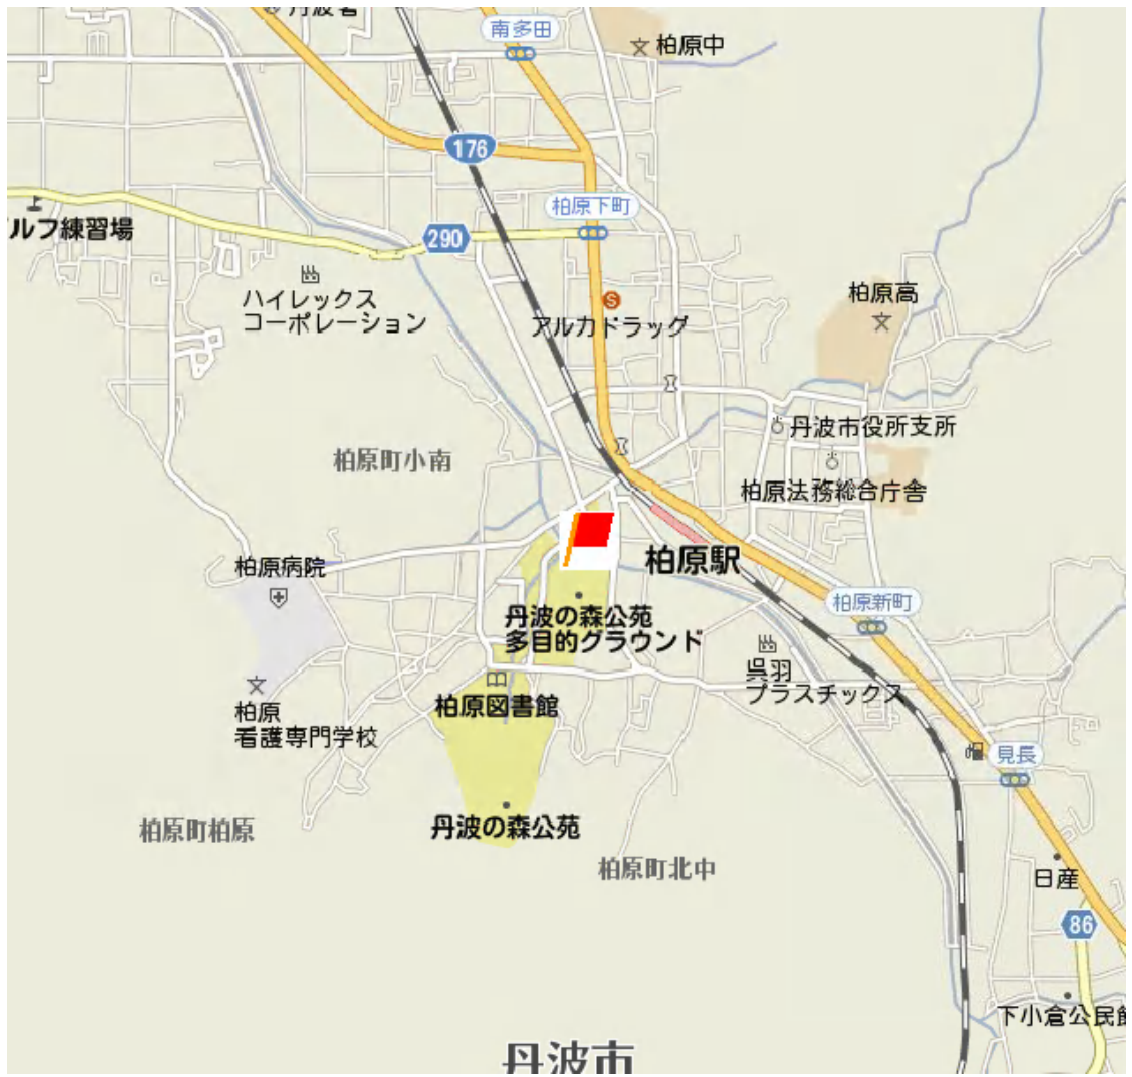 丹波署
南多田
柏原中
176
柏原下町
290
ルフ練習場
ハイレックス
コーポレーション
柏原高
S
アルカドラッグ
丹波市役所支所
柏原町小南
柏原法務総合庁舎
柏原駅
柏原病院
柏原新町
丹波の森公苑
多目的グラウンド
呉羽
プラスチックス
柏原図書館
柏原
看護専門学校
見長
丹波の森公苑
柏原町柏原
柏原町北中
日産
86
下小倉公民館
丹波市